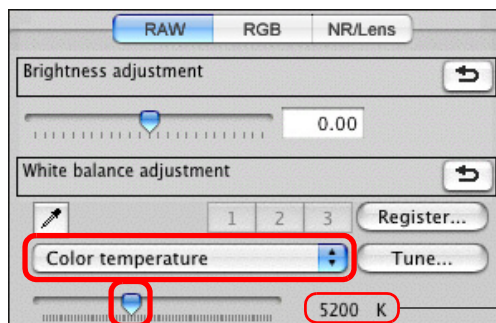 RAW RGB NR/Lens
Brightness adjustment
0.00
White balance adjustment
1 2 3 Register...
Color temperature Tune...
5200 K